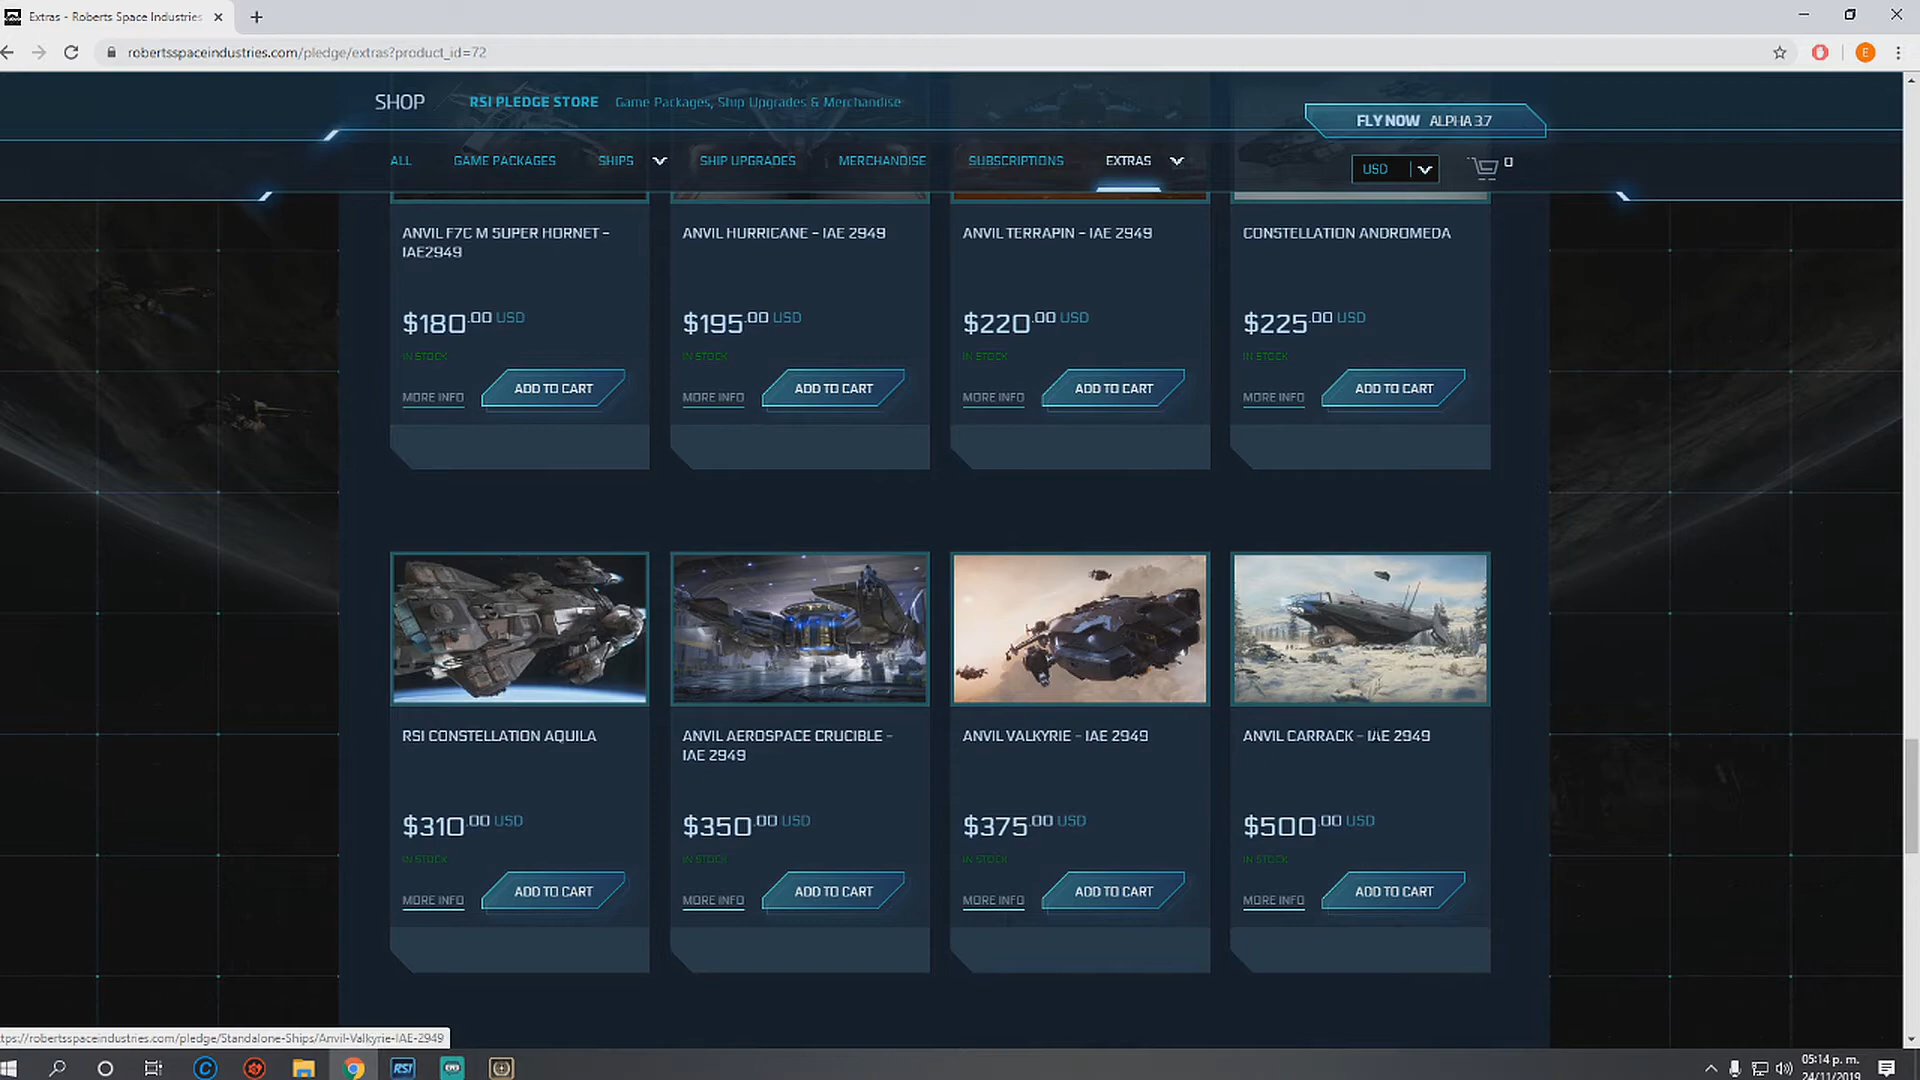 Extras - Roberts Space Industries
robertsspaceindustries.com/pledge/extras?product_id=72
E
SHOP
RSI PLEDGE STORE
Game Packages, Ship Upgrades & Merchandise
FLY NOW ALPHA 3.7
ALL
GAME PACKAGES
SHIPS
SHIP UPGRADES
MERCHANDISE
SUBSCRIPTIONS
EXTRAS
USD
0
ANVIL F7C M SUPER HORNET –
IAE2949
ANVIL HURRICANE – IAE 2949
ANVIL TERRAPIN – IAE 2949
CONSTELLATION ANDROMEDA
$180.00 USD
$195.00 USD
$220.00 USD
$225.00 USD
IN STOCK
IN STOCK
IN STOCK
IN STOCK
MORE INFO
ADD TO CART
MORE INFO
ADD TO CART
MORE INFO
ADD TO CART
MORE INFO
ADD TO CART
RSI CONSTELLATION AQUILA
ANVIL AEROSPACE CRUCIBLE –
IAE 2949
ANVIL VALKYRIE – IAE 2949
ANVIL CARRACK – IAE 2949
$310.00 USD
$350.00 USD
$375.00 USD
$500.00 USD
IN STOCK
IN STOCK
IN STOCK
IN STOCK
MORE INFO
ADD TO CART
MORE INFO
ADD TO CART
MORE INFO
ADD TO CART
MORE INFO
ADD TO CART
ttps://robertsspaceindustries.com/pledge/Standalone-Ships/Anvil-Valkyrie-IAE-2949
RSI
05:14 p. m.
24/11/2019